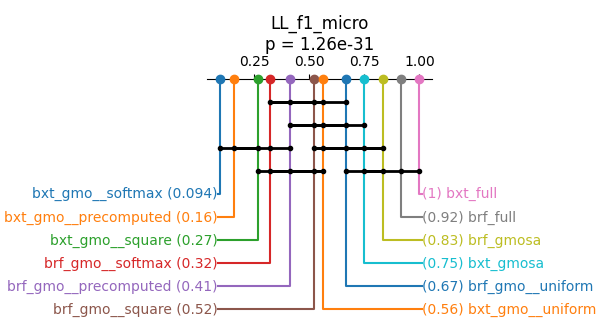 LL_f1_micro
p = 1.26e-31
0.25 0.50 0.75 1.00
bxt_gmo__softmax (0.094) (1) bxt_full
bxt_gmo__precomputed (0.16) (0.92) brf_full
bxt_gmo__square (0.27) (0.83) brf_gmosa
brf_gmo__softmax (0.32) (0.75) bxt_gmosa
brf_gmo__precomputed (0.41) (0.67) brf_gmo__uniform
brf_gmo__square (0.52) (0.56) bxt_gmo__uniform